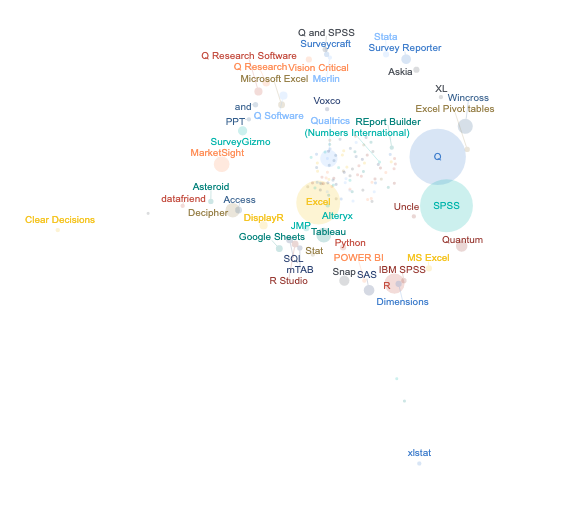 Q and SPSS
Stata
Surveycraft
Survey Reporter
Q Research Software
Q Research
Vision Critical
Askia
Microsoft Excel
Merlin
XL
Wincross
and
Voxco
Excel Pivot tables
Q Software
PPT
Qualtrics
REport Builder
(Numbers International)
SurveyGizmo
MarketSight
Q
Asteroid
datafriend
Access
Excel
SPSS
Uncle
Decipher
Clear Decisions
DisplayR
Alteryx
JMP
Tableau
Google Sheets
Python
Quantum
Stat
SQL
POWER BI
MS Excel
mTAB
Snap
SAS
IBM SPSS
R Studio
R
Dimensions
xlstat